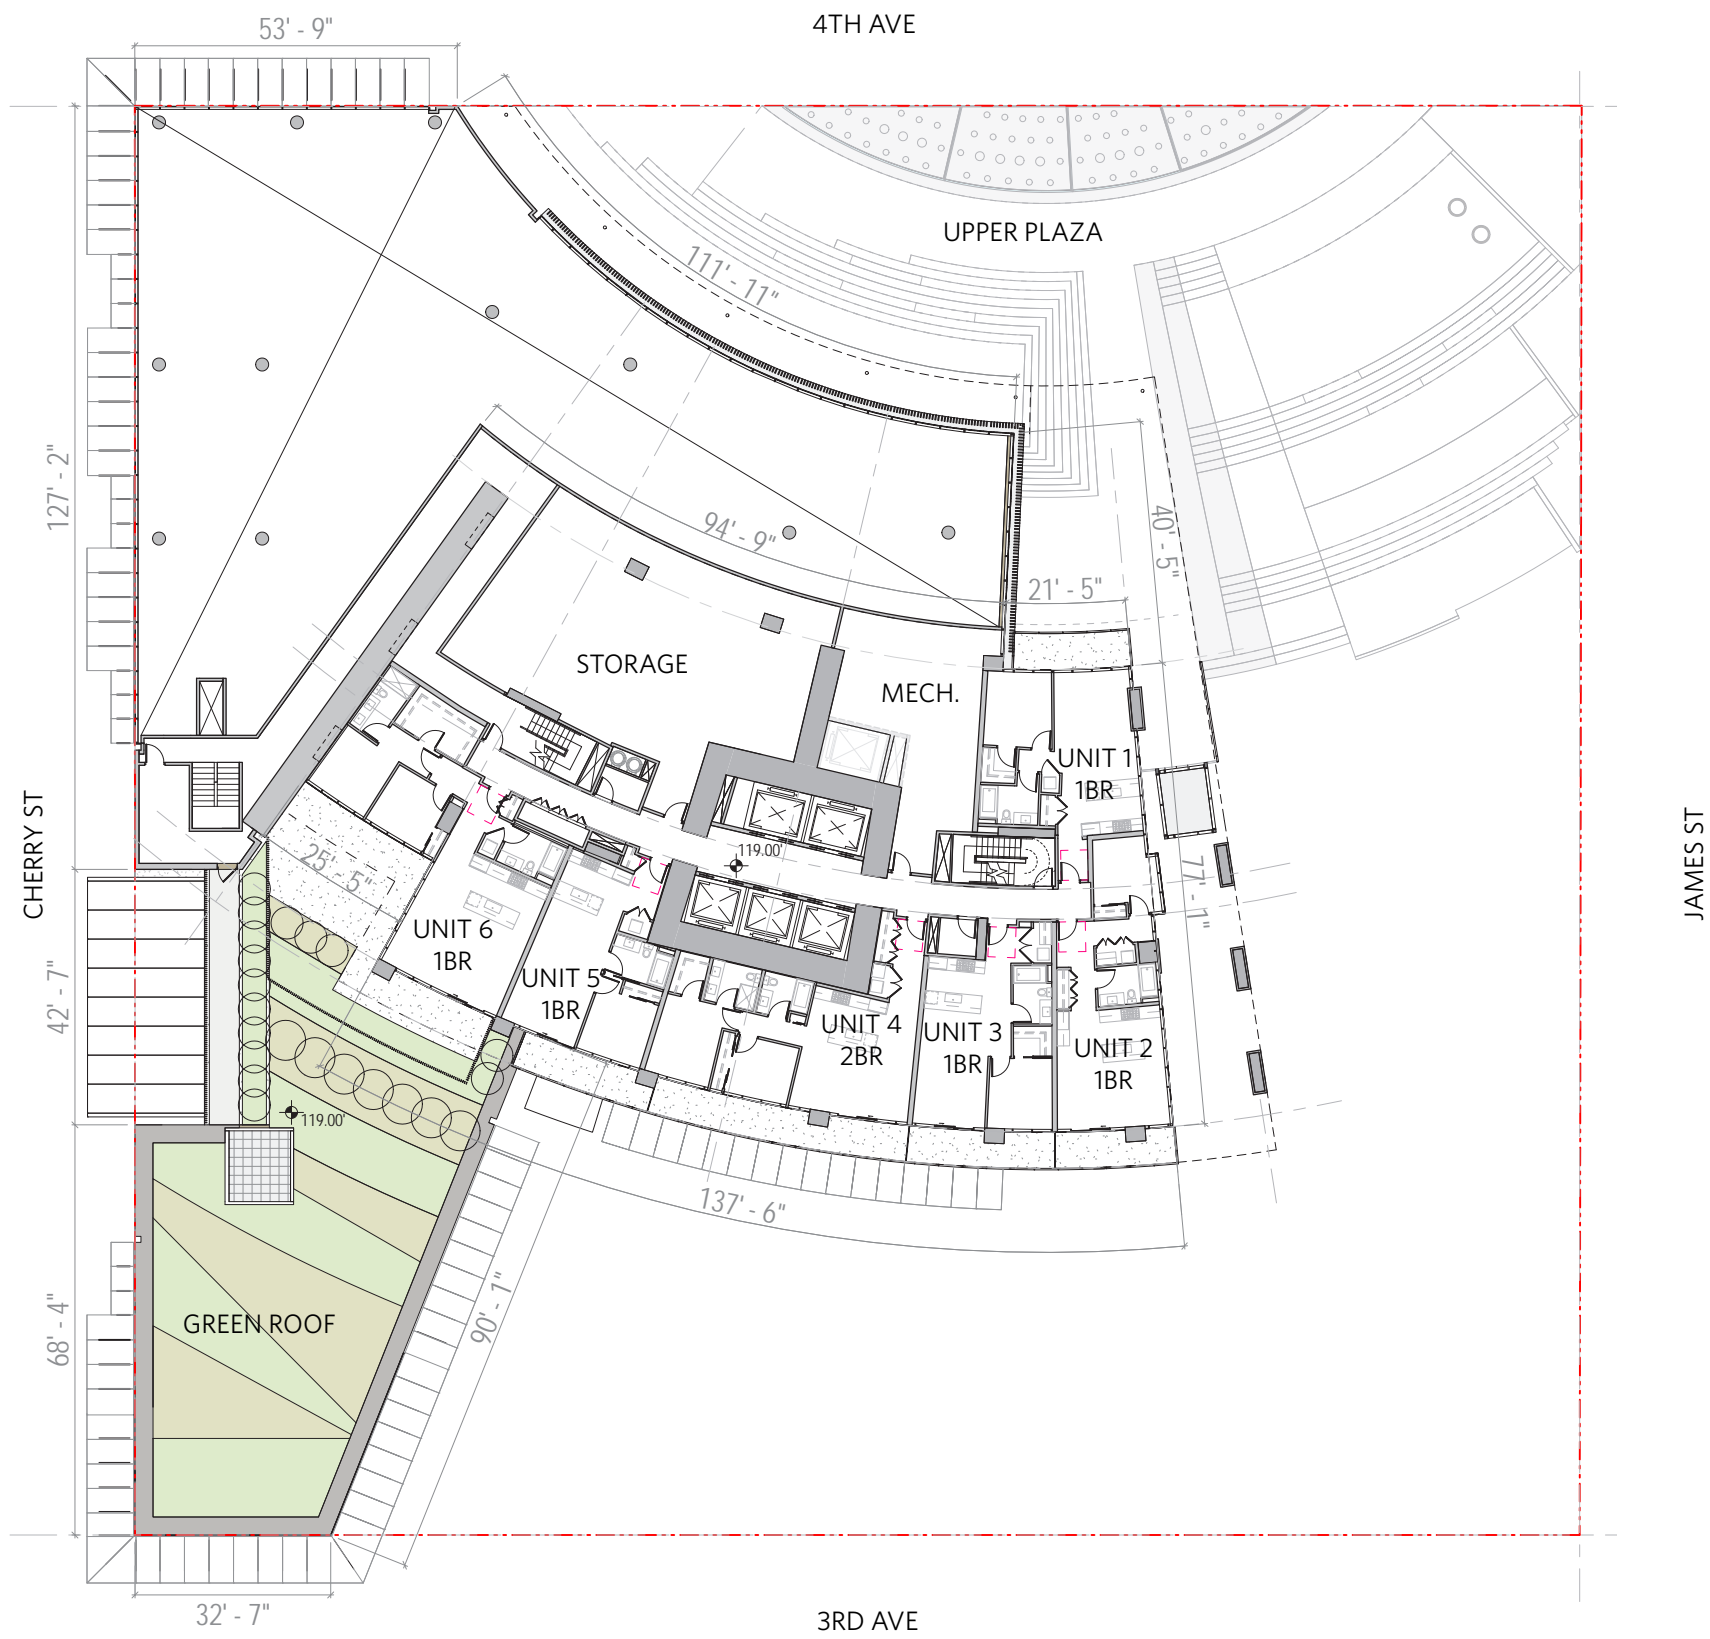 4TH AVE
53' - 9"
UPPER PLAZA
111' - 11"
127' - 2"
94' - 9"
40' - 5"
21' - 5"
STORAGE
MECH.
UNIT 1
1BR
CHERRY ST
JAMES ST
119.00'
25' - 5"
77' - 1"
UNIT 6
1BR
UNIT 5
1BR
42' - 7"
UNIT 4
2BR
UNIT 3
1BR
UNIT 2
1BR
119.00'
137' - 6"
90' - 1"
GREEN ROOF
68' - 4"
32' - 7"
3RD AVE